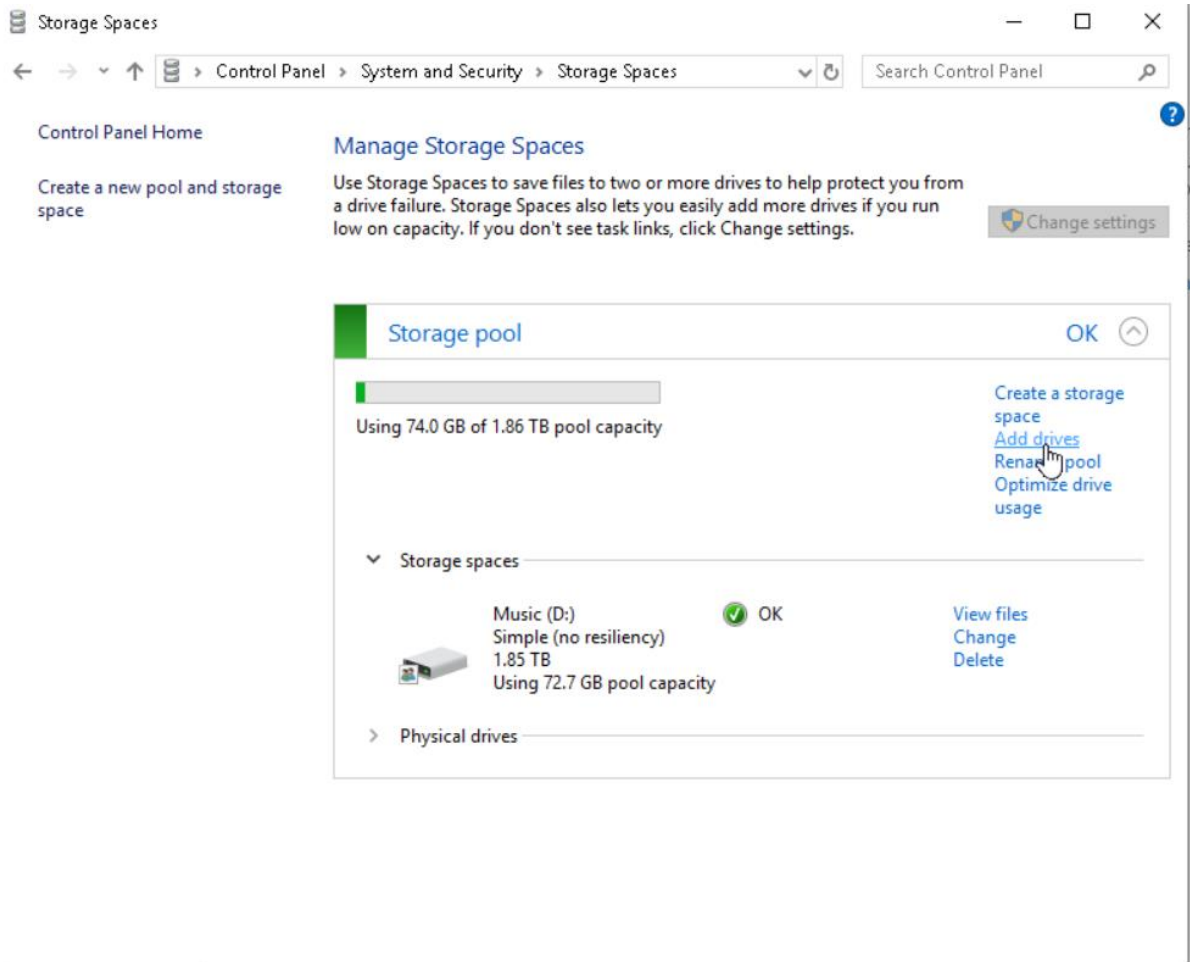 Storage Spaces
Control Panel > System and Security > Storage Spaces
Search Control Panel
Control Panel Home
Create a new pool and storage
space
Manage Storage Spaces
Use Storage Spaces to save files to two or more drives to help protect you from
a drive failure. Storage Spaces also lets you easily add more drives if you run
low on capacity. If you don't see task links, click Change settings.
Change settings
Storage pool
OK
Using 74.0 GB of 1.86 TB pool capacity
Create a storage
space
Add drives
pool
Optimize drive
usage
Storage spaces
Music (D:)
Simple (no resiliency)
1.85 TB
Using 72.7 GB pool capacity
OK
View files
Change
Delete
Physical drives